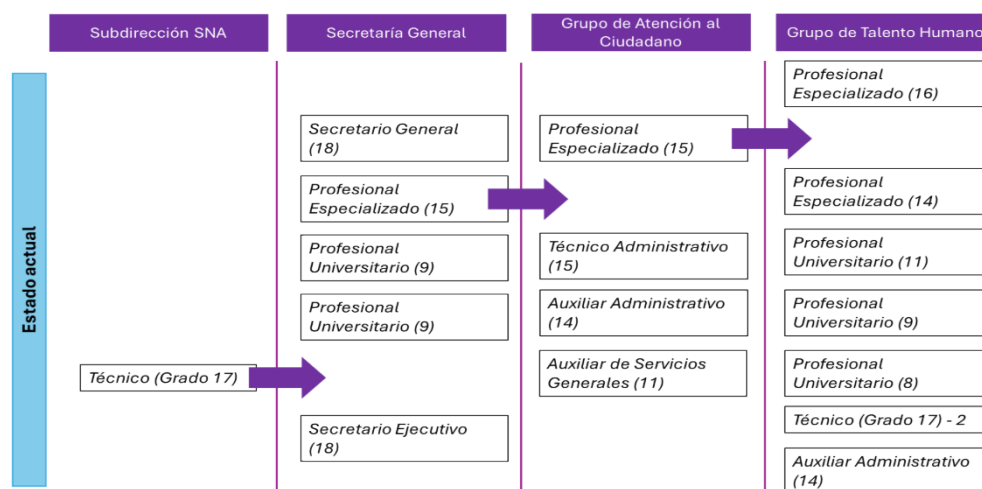 Subdirección SNA
Secretaría General
Grupo de Atención al
Ciudadano
Grupo de Talento Humano
Estado actual
Técnico (Grado 17)
Secretario General
(18)
Profesional
Especializado (15)
Profesional
Universitario (9)
Profesional
Universitario (9)
Secretario Ejecutivo
(18)
Profesional
Especializado (15)
Técnico Administrativo
(15)
Auxiliar Administrativo
(14)
Auxiliar de Servicios
Generales (11)
Profesional
Especializado (16)
Profesional
Especializado (14)
Profesional
Universitario (11)
Profesional
Universitario (9)
Profesional
Universitario (8)
Técnico (Grado 17) - 2
Auxiliar Administrativo
(14)